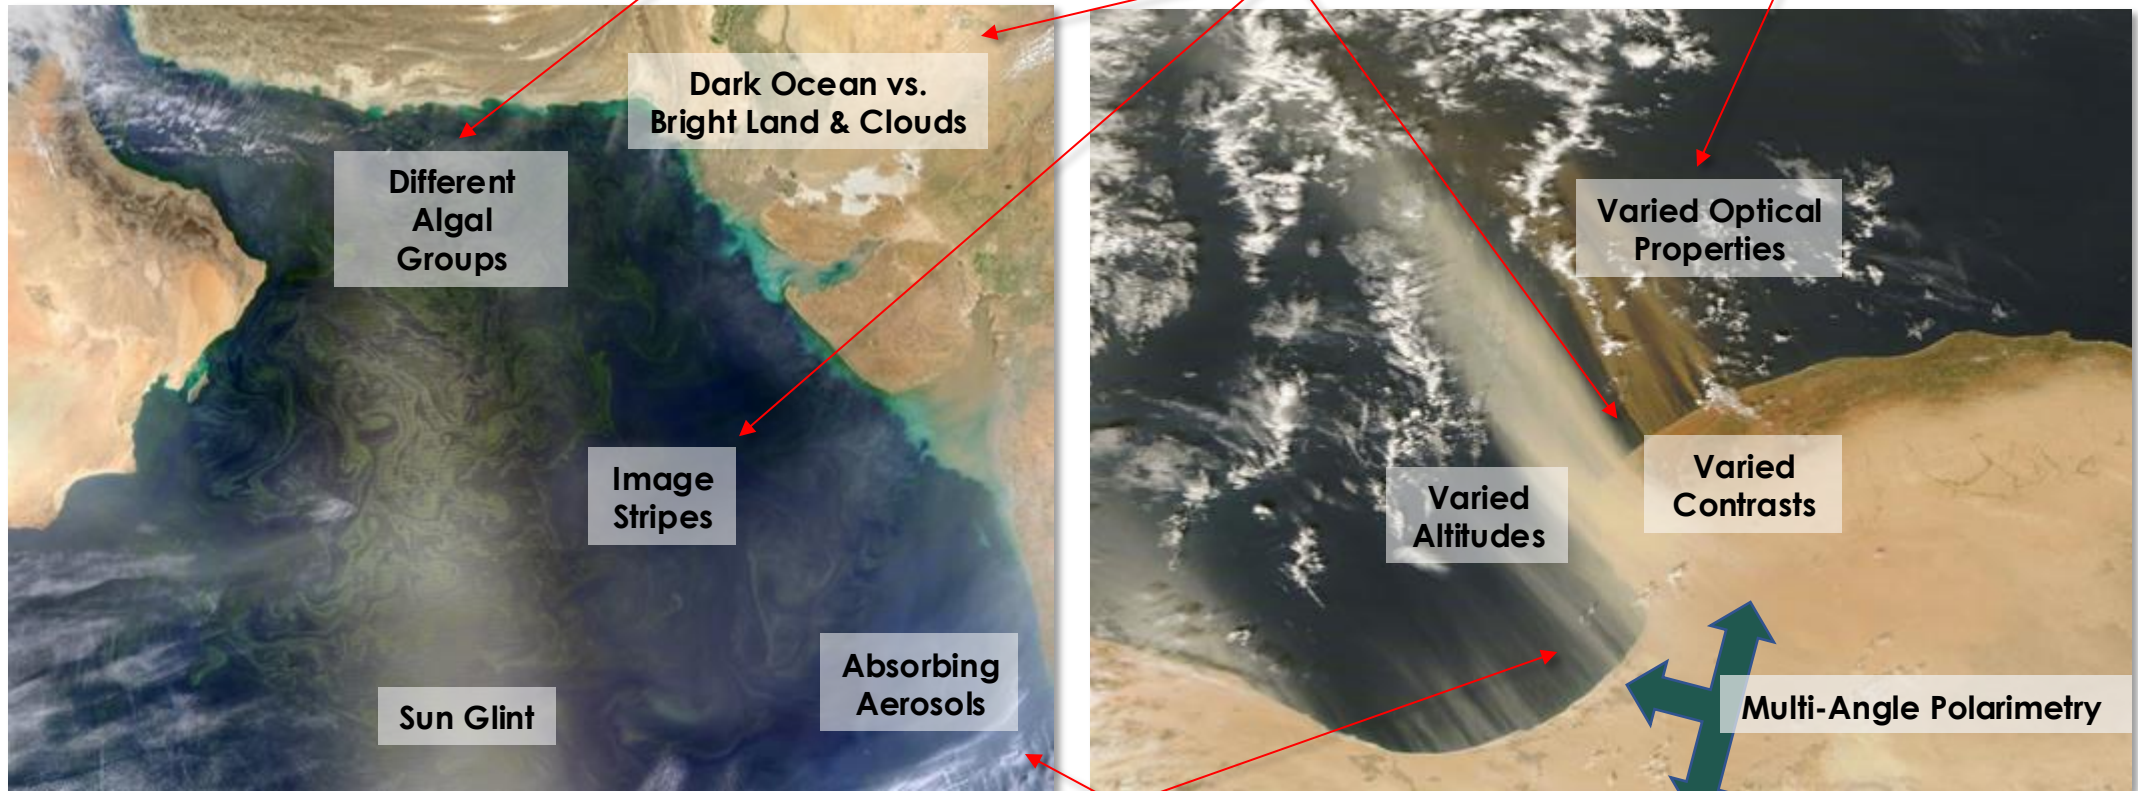 Dark Ocean vs.
Bright Land & Clouds
Different
Algal
Groups
Image
Stripes
Absorbing
Aerosols
Sun Glint
Varied Optical
Properties
Varied
Contrasts
Varied
Altitudes
Multi-Angle Polarimetry